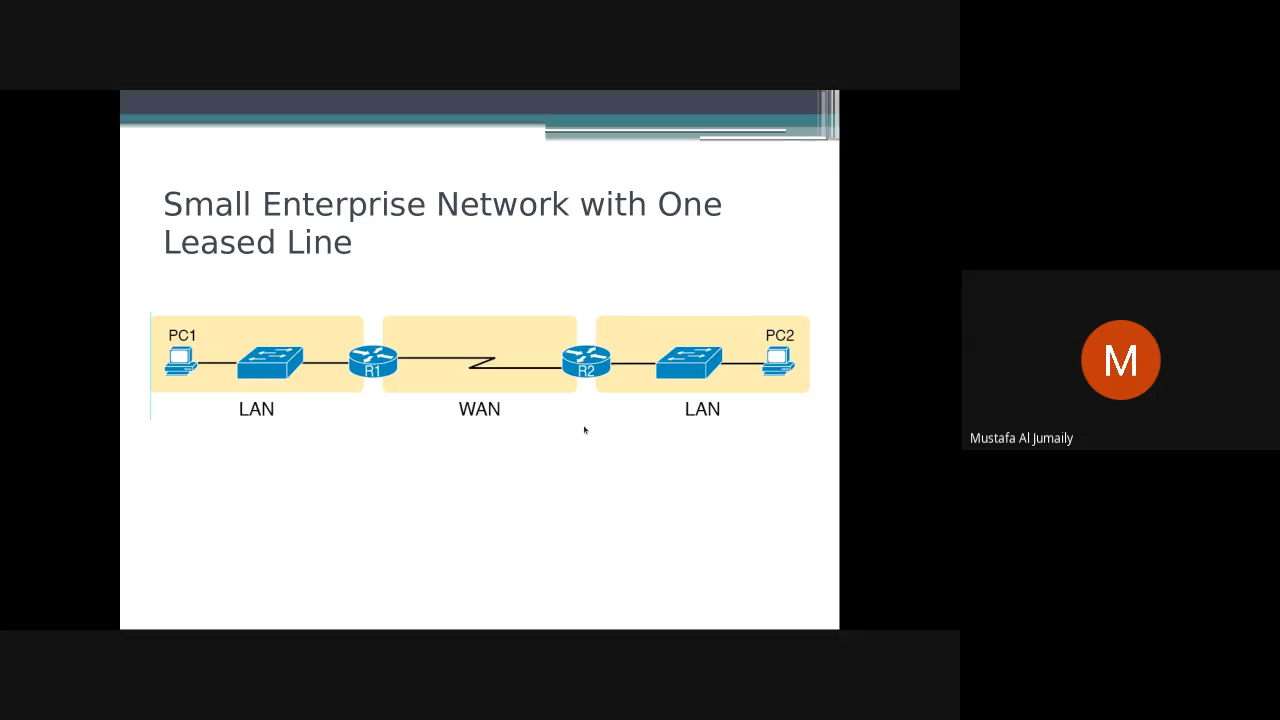 Small Enterprise Network with One
Leased Line
PC1
PC2
R1
R2
LAN
WAN
LAN
M
Mustafa Al Jumaily